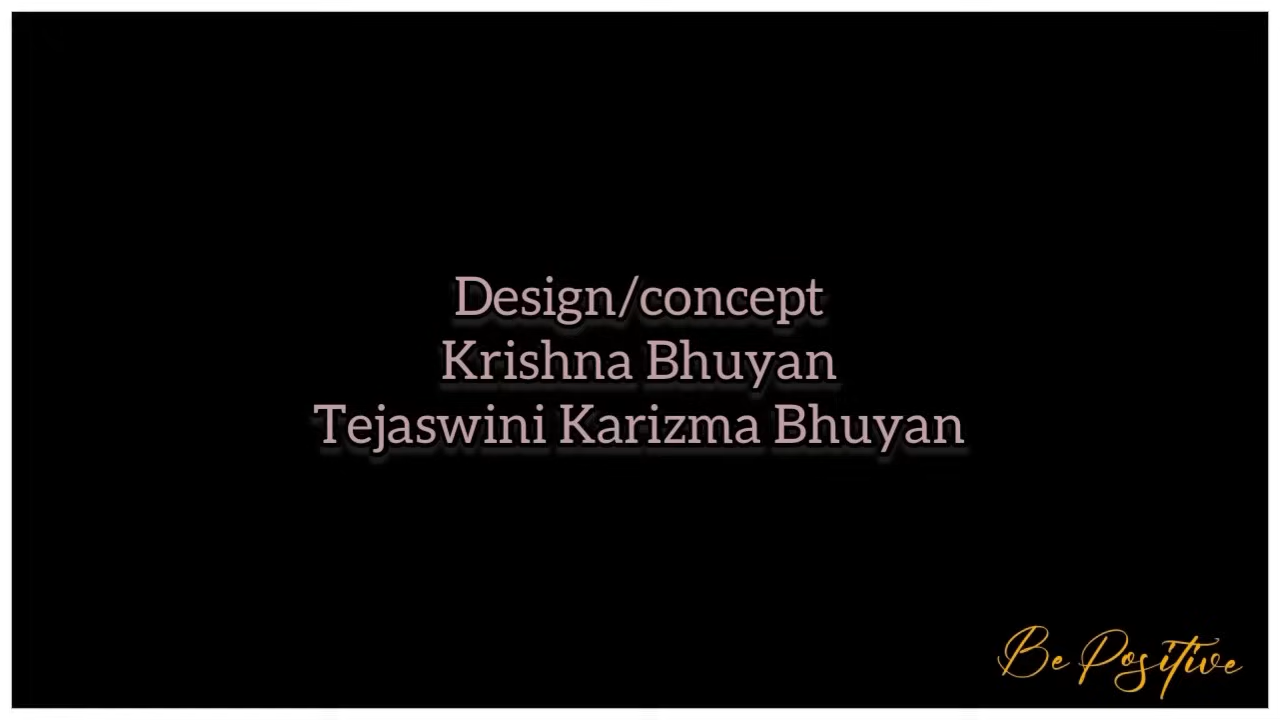 Design/concept
Krishna Bhuyan
Tejaswini Karizma Bhuyan
Be Positive